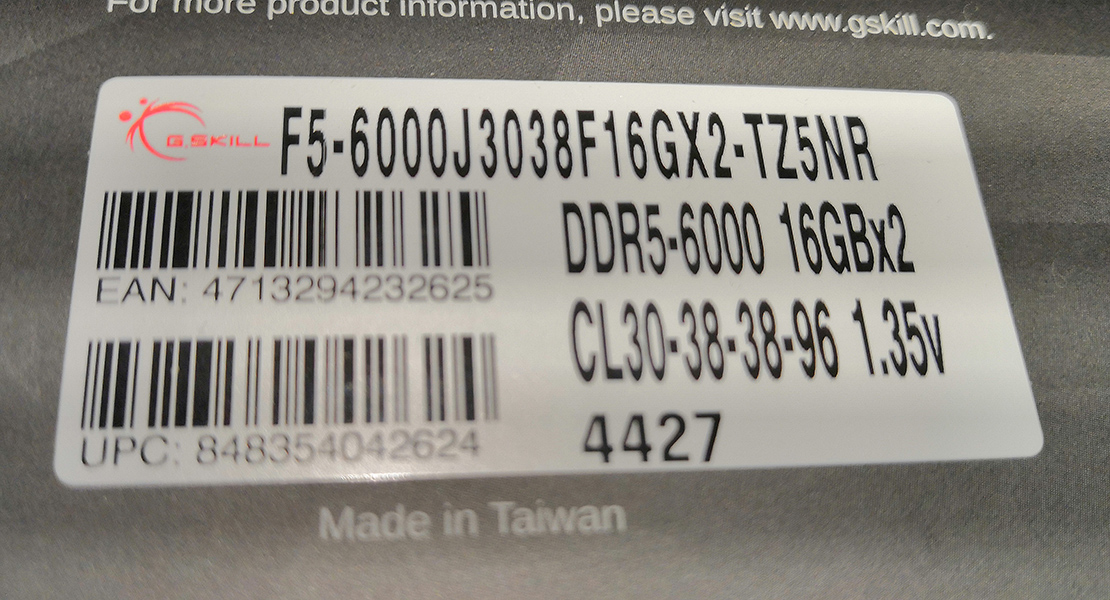 For more product information, please visit www.gskill.com.
G.SKILL F5-6000J3038F16GX2-TZ5NR
DDR5-6000 16GBx2
EAN: 4713294232625
CL30-38-38-96 1.35v
UPC: 848354042624
4427
Made in Taiwan